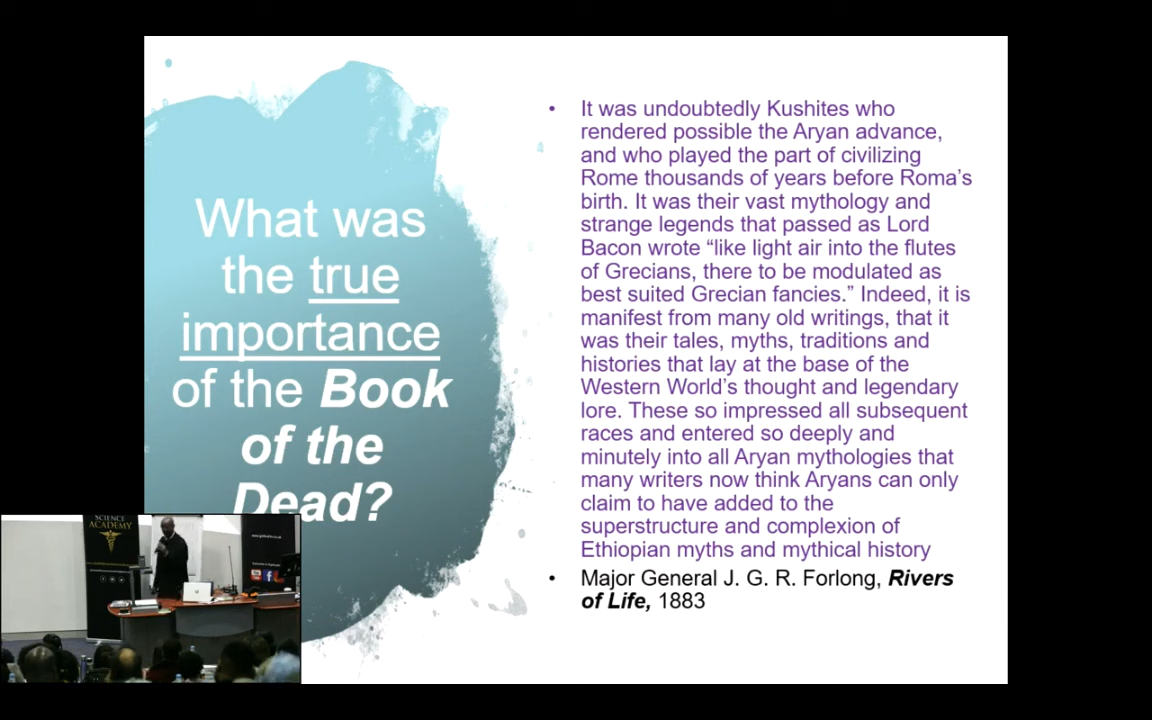 What was
the true
importance
of the Book
of the
Dead?
• It was undoubtedly Kushites who
rendered possible the Aryan advance,
and who played the part of civilizing
Rome thousands of years before Roma’s
birth. It was their vast mythology and
strange legends that passed as Lord
Bacon wrote “like light air into the flutes
of Grecians, there to be modulated as
best suited Grecian fancies.” Indeed, it is
manifest from many old writings, that it
was their tales, myths, traditions and
histories that lay at the base of the
Western World’s thought and legendary
lore. These so impressed all subsequent
races and entered so deeply and
minutely into all Aryan mythologies that
many writers now think Aryans can only
claim to have added to the
superstructure and complexion of
Ethiopian myths and mythical history
• Major General J. G. R. Forlong, Rivers
of Life, 1883
SCIENCE
ACADEMY